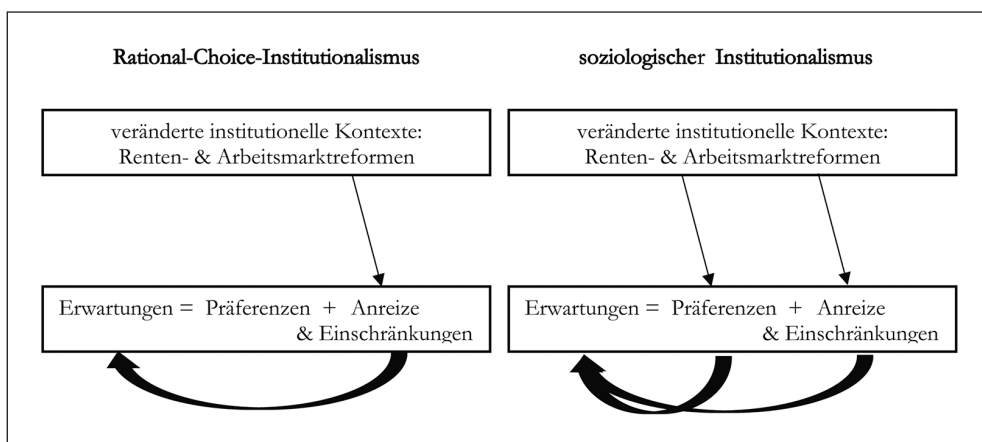 Rational-Choice-Institutionalismus
veränderte institutionelle Kontexte:
Renten- & Arbeitsmarktreformen
Erwartungen = Präferenzen + Anreize
& Einschränkungen
soziologischer Institutionalismus
veränderte institutionelle Kontexte:
Renten- & Arbeitsmarktreformen
Erwartungen = Präferenzen + Anreize
& Einschränkungen